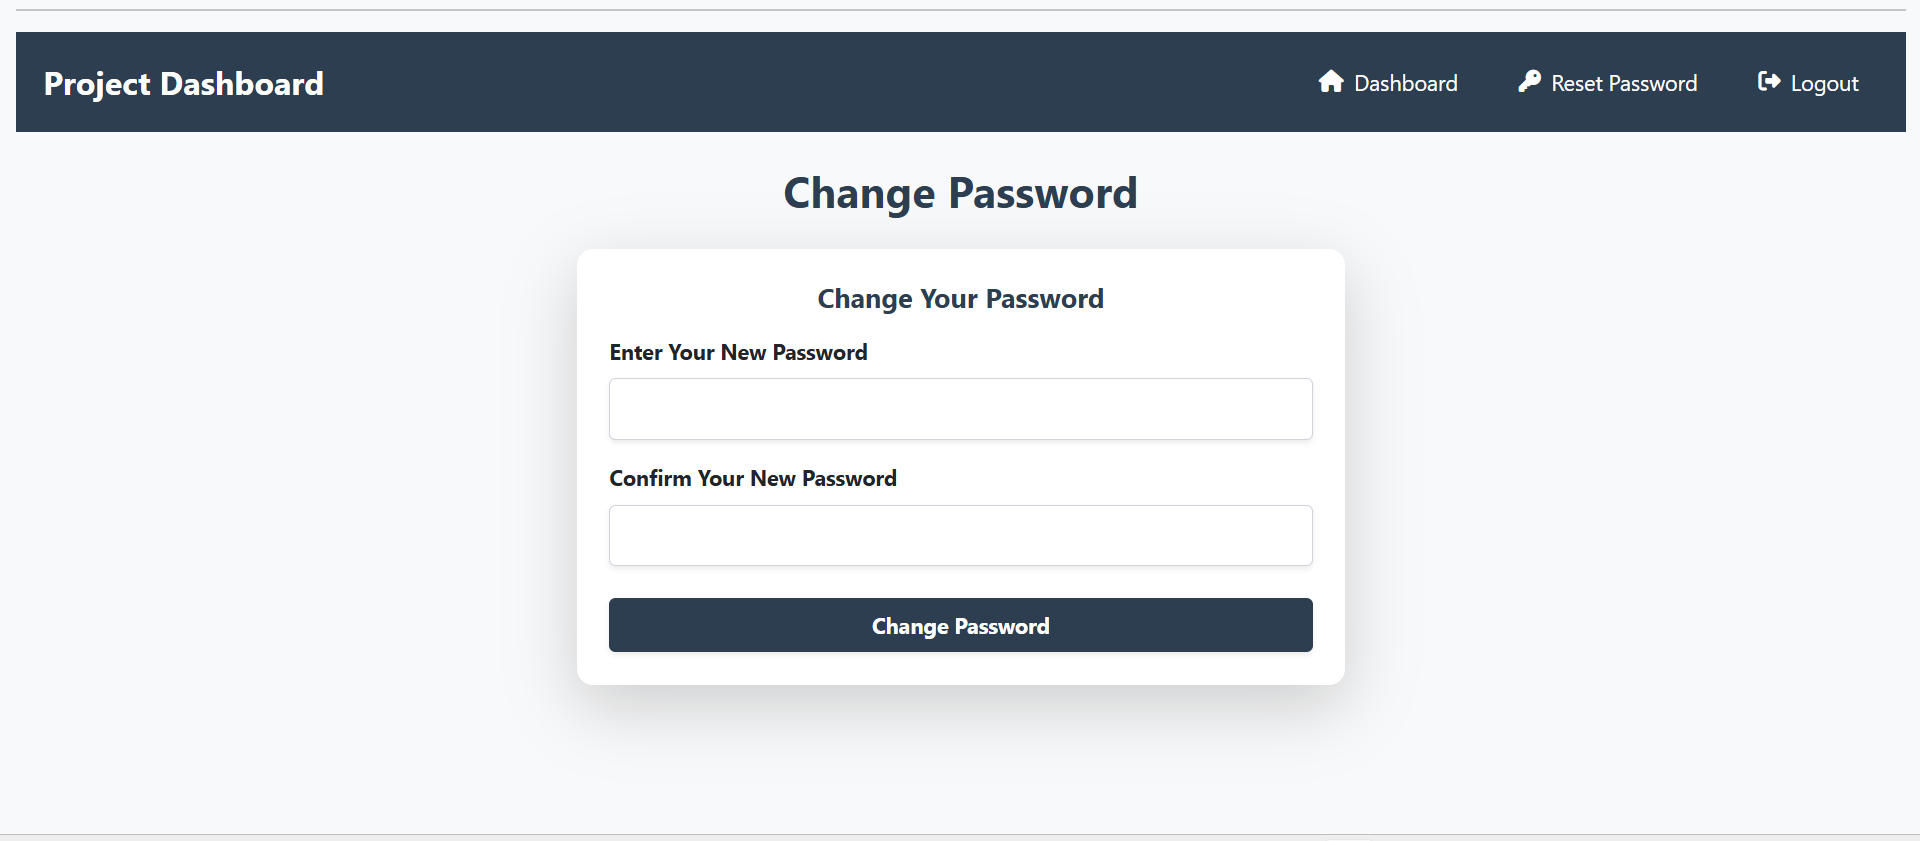 Project Dashboard
Dashboard
Reset Password
Logout
Change Password
Change Your Password
Enter Your New Password
Confirm Your New Password
Change Password